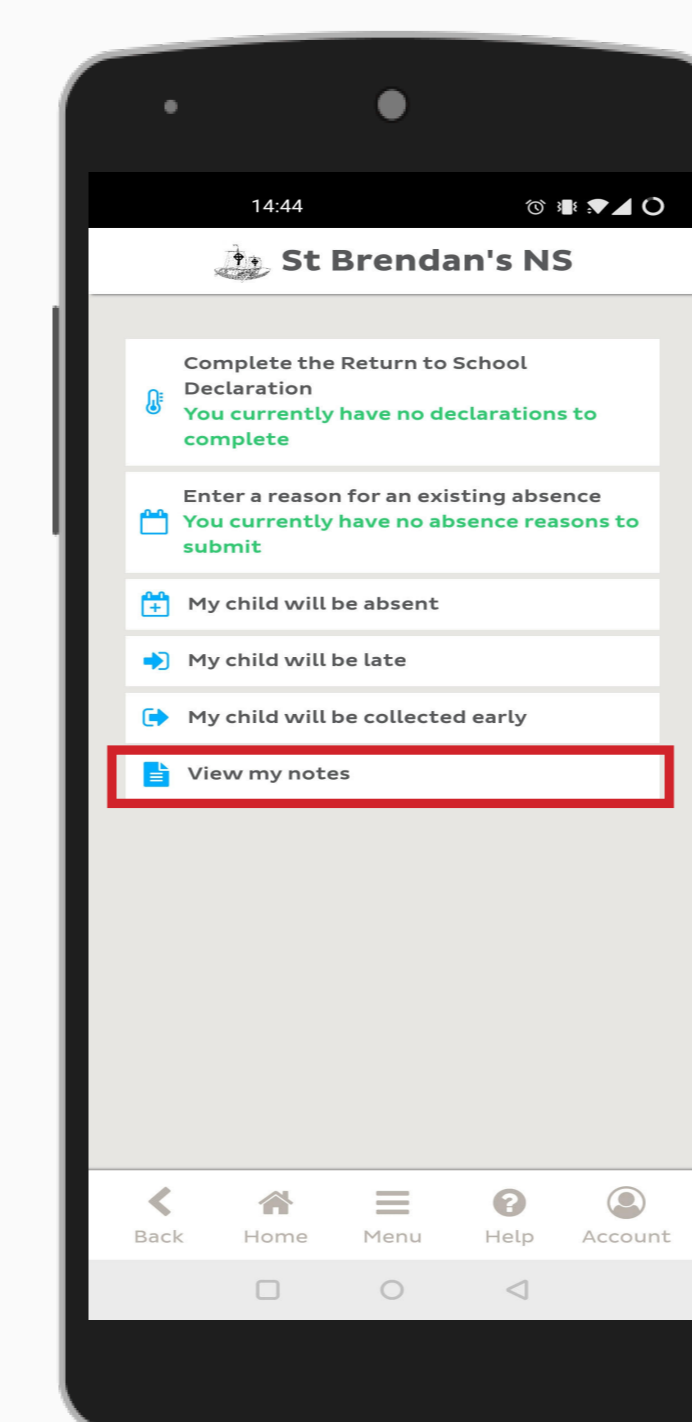 14:44
St Brendan's NS
Complete the Return to School
Declaration
You currently have no declarations to
complete
Enter a reason for an existing absence
You currently have no absence reasons to
submit
My child will be absent
My child will be late
My child will be collected early
View my notes
Back Home Menu Help Account